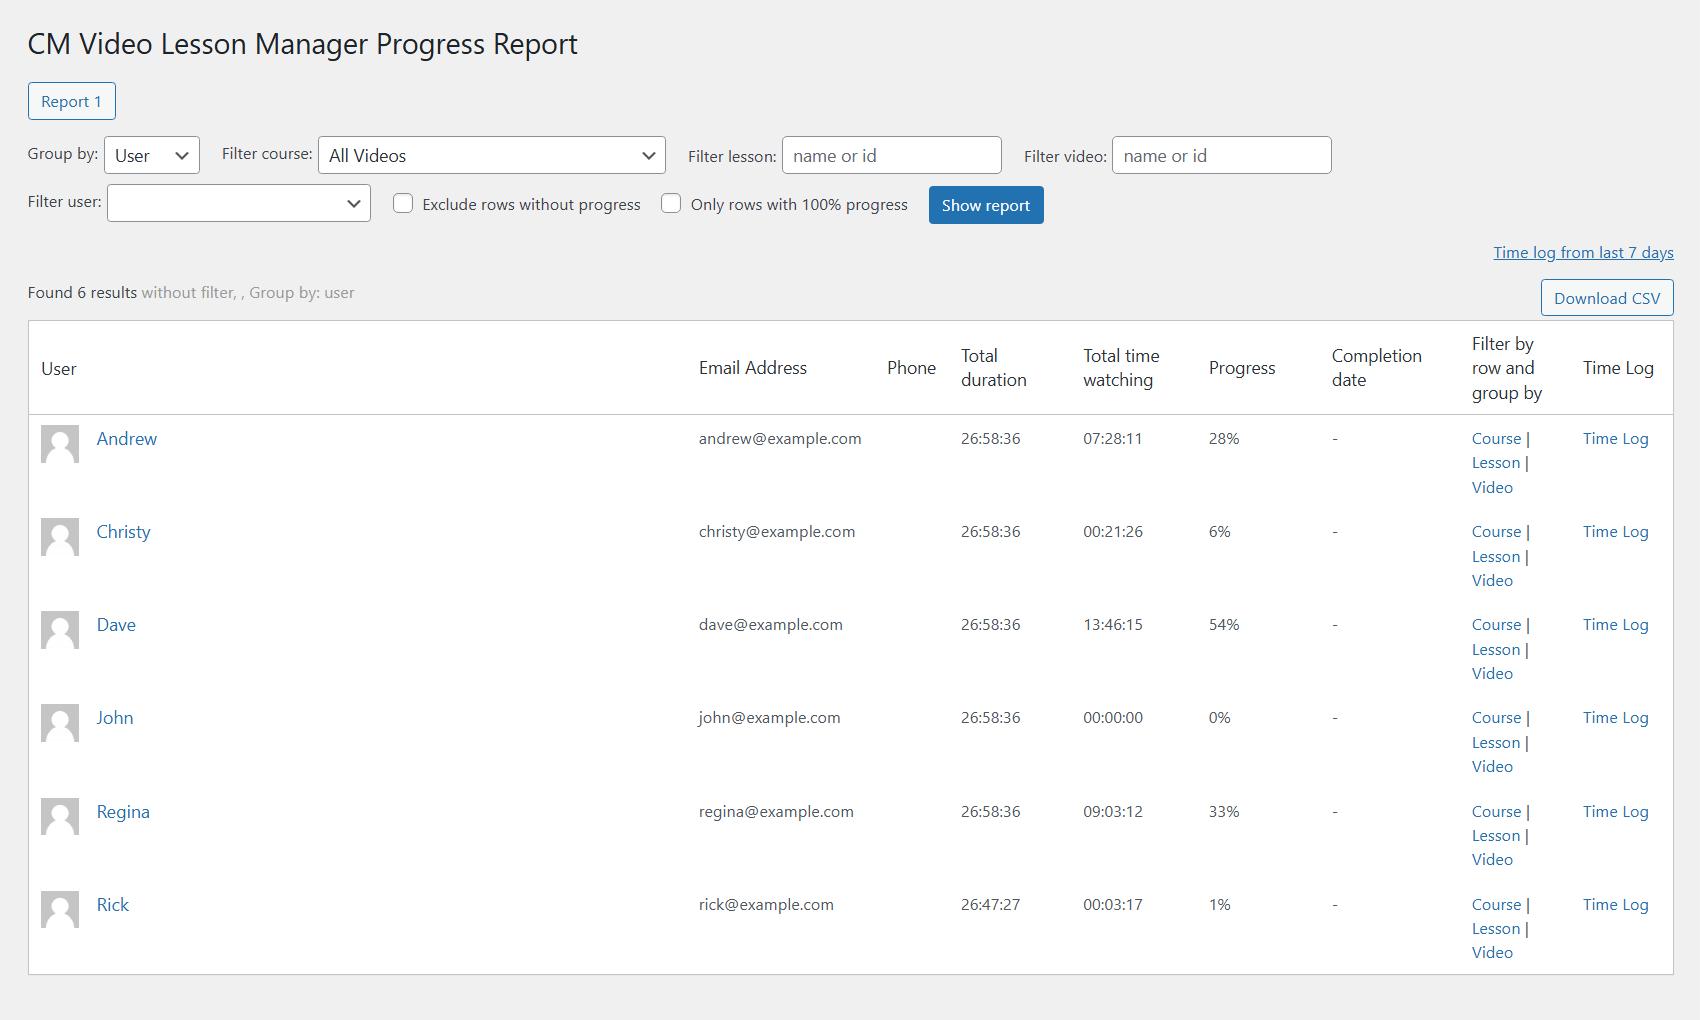 CM Video Lesson Manager Progress Report
Report 1
Group by: User Filter course: All Videos Filter lesson: name or id Filter video: name or id
Filter user: Exclude rows without progress Only rows with 100% progress Show report
Time log from last 7 days
Found 6 results without filter, , Group by: user
Download CSV
User Email Address Phone Total duration Total time watching Progress Completion date Filter by row and group by Time Log
Andrew andrew@example.com 26:58:36 07:28:11 28% - Course | Time Log
Lesson |
Video
Christy christy@example.com 26:58:36 00:21:26 6% - Course | Time Log
Lesson |
Video
Dave dave@example.com 26:58:36 13:46:15 54% - Course | Time Log
Lesson |
Video
John john@example.com 26:58:36 00:00:00 0% - Course | Time Log
Lesson |
Video
Regina regina@example.com 26:58:36 09:03:12 33% - Course | Time Log
Lesson |
Video
Rick rick@example.com 26:47:27 00:03:17 1% - Course | Time Log
Lesson |
Video